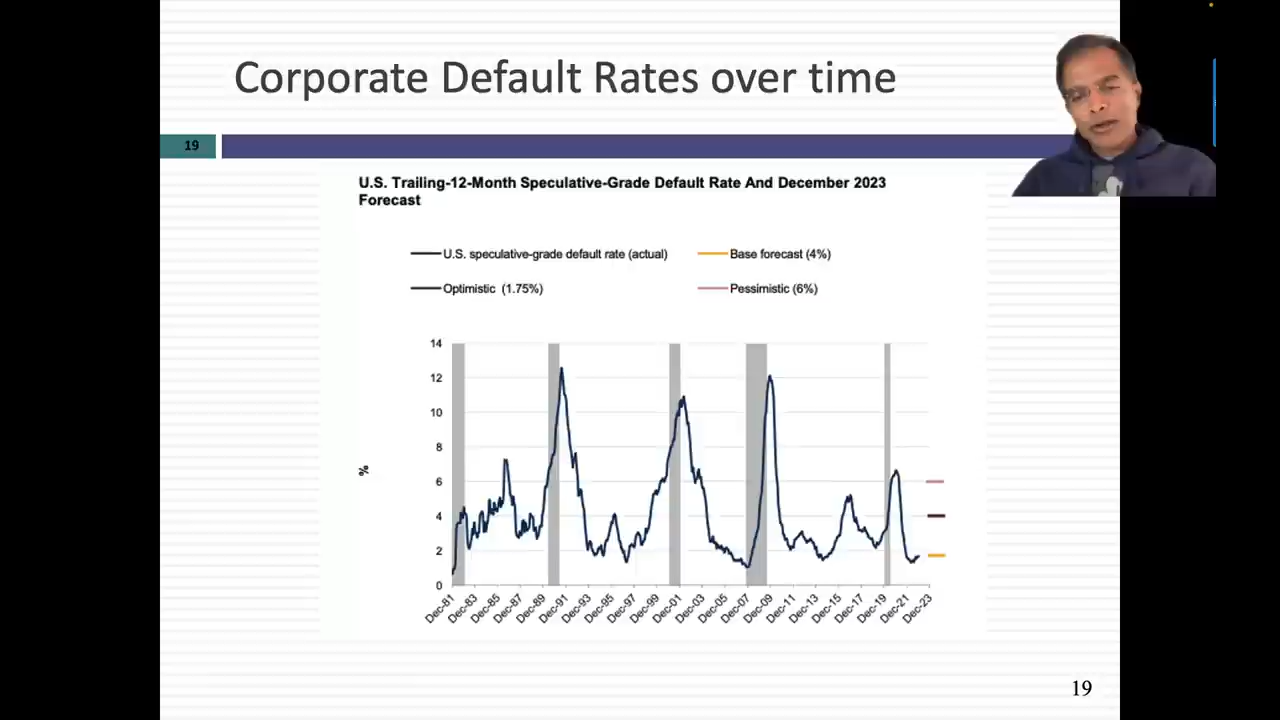 Corporate Default Rates over time
19
U.S. Trailing-12-Month Speculative-Grade Default Rate And December 2023
Forecast
U.S. speculative-grade default rate (actual)
Base forecast (4%)
Optimistic (1.75%)
Pessimistic (6%)
%
14
12
10
8
6
4
2
0
Dec-81
Dec-83
Dec-85
Dec-87
Dec-89
Dec-91
Dec-93
Dec-95
Dec-97
Dec-99
Dec-01
Dec-03
Dec-05
Dec-07
Dec-09
Dec-11
Dec-13
Dec-15
Dec-17
Dec-19
Dec-21
Dec-23
19